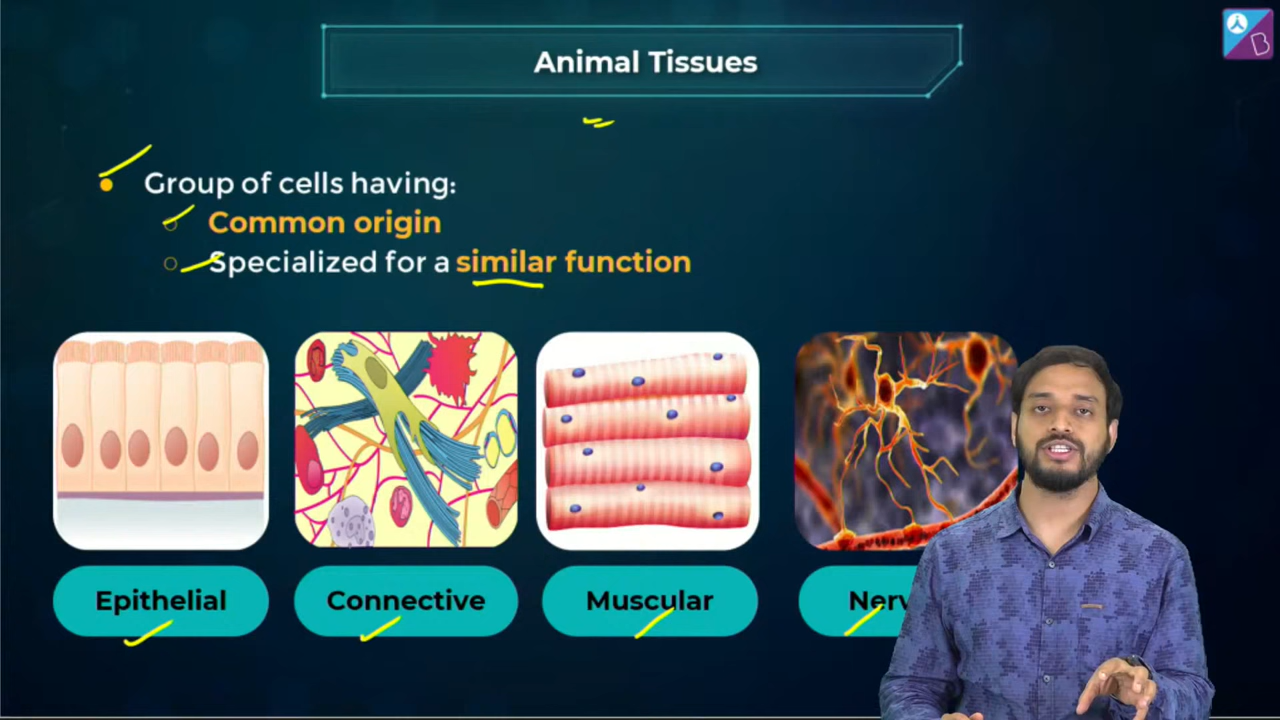 Animal Tissues
Group of cells having:
Common origin
Specialized for a similar function
Epithelial
Connective
Muscular